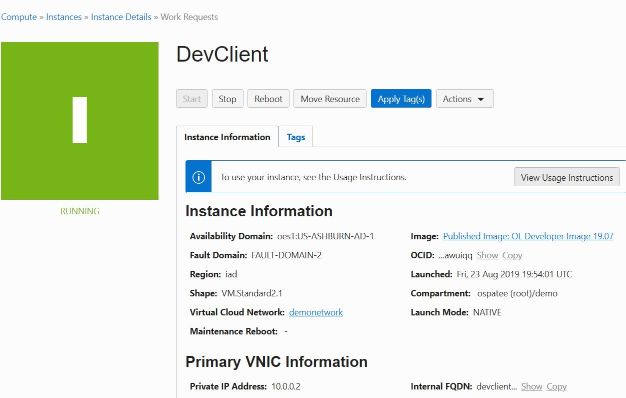 Compute » Instances » Instance Details » Work Requests
DevClient
Start Stop Reboot Move Resource Apply Tag(s) Actions
Instance Information Tags
To use your instance, see the Usage Instructions. View Usage Instructions
RUNNING
Instance Information
Availability Domain: oesT:US-ASHBURN-AD-1 Image: Published Image: OL Developer Image 19.07
Fault Domain: FAULT-DOMAIN-2 OCID: ...awuiqq Show Copy
Region: iad Launched: Fri, 23 Aug 2019 19:54:01 UTC
Shape: VM.Standard2.1 Compartment: ospatee (root)/demo
Virtual Cloud Network: demonetwork Launch Mode: NATIVE
Maintenance Reboot: -
Primary VNIC Information
Private IP Address: 10.0.0.2 Internal FQDN: devclient... Show Copy